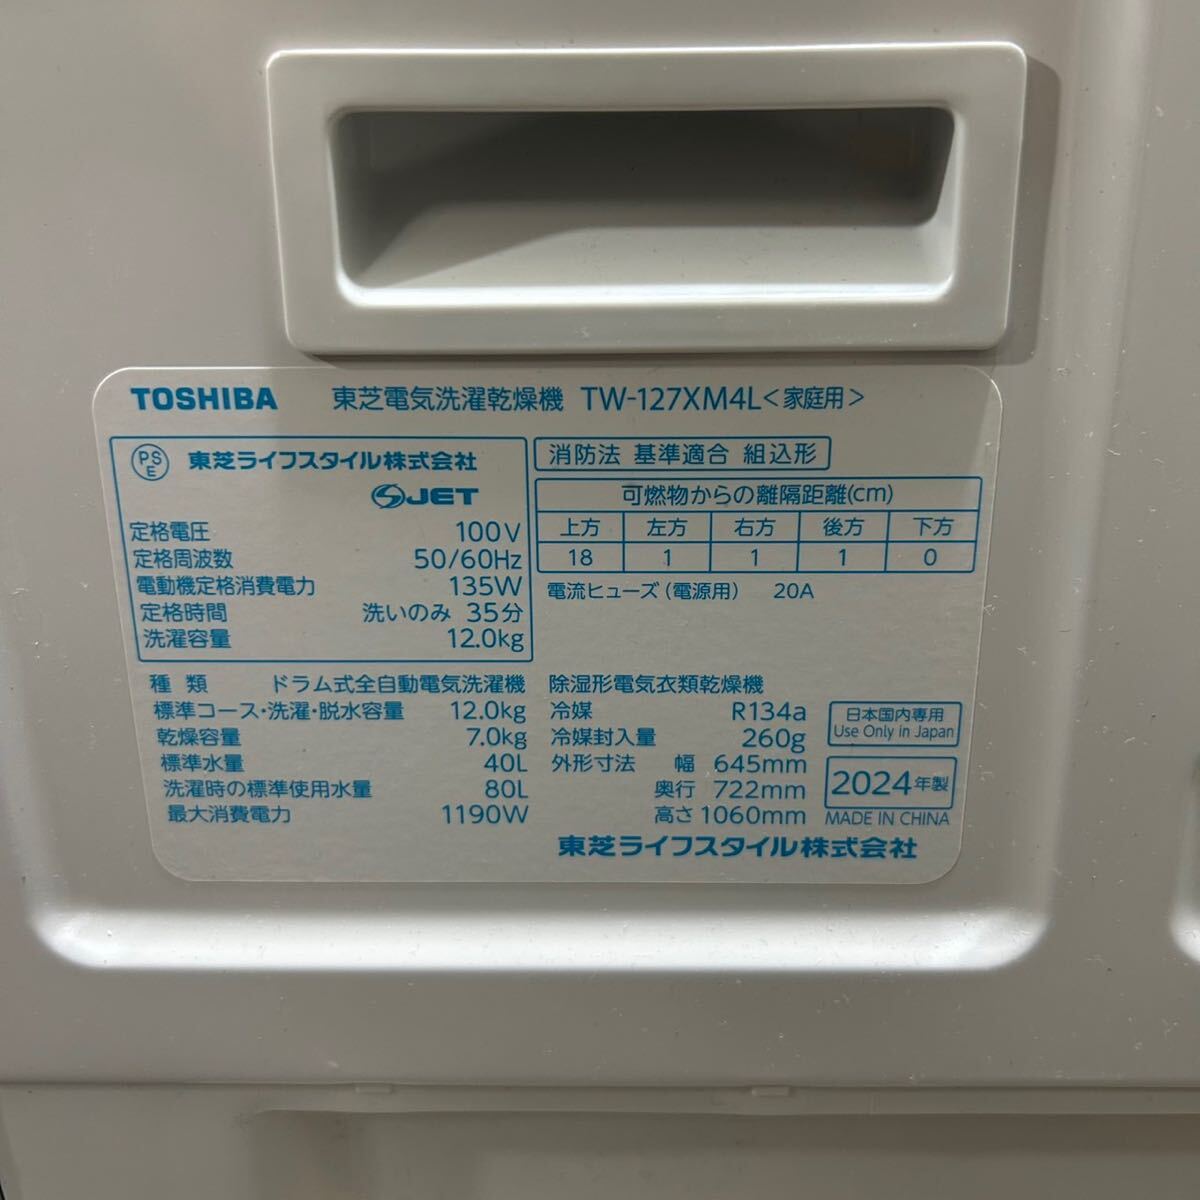 TOSHIBA 東芝電気洗濯乾燥機 TW-127XM4L<家庭用>
PS
E
東芝ライフスタイル株式会社
JET
定格電圧 100V
定格周波数 50/60Hz
電動機定格消費電力 135W
定格時間 洗いのみ 35分
洗濯容量 12.0kg
消防法 基準適合 組込形
可燃物からの離隔距離(cm)
上方 左方 右方 後方 下方
18 1 1 1 0
電流ヒューズ(電源用) 20A
種類 ドラム式全自動電気洗濯機
標準コース・洗濯・脱水容量 12.0kg
乾燥容量 7.0kg
標準水量 40L
洗濯時の標準使用水量 80L
最大消費電力 1190W
除湿形電気衣類乾燥機
冷媒 R134a
冷媒封入量 260g
外形寸法 幅 645mm
奥行 722mm
高さ 1060mm
日本国内専用
Use Only in Japan
2024年製
MADE IN CHINA
東芝ライフスタイル株式会社